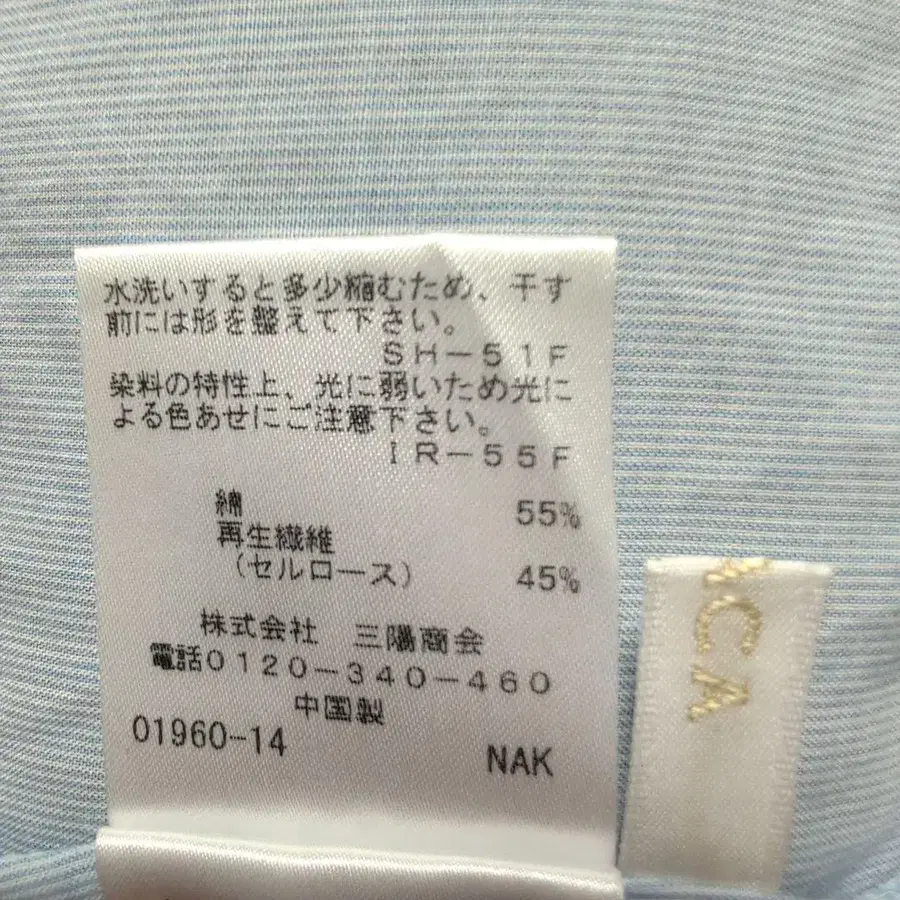 水洗いすると多少縮むため、干す
前には形を整えて下さい。
SH-51F
染料の特性上、光に弱いため光に
よる色あせにご注意下さい。
IR-55F
綿 55%
再生繊維
(セルロース) 45%
株式会社 三陽商会
電話0120-340-460
中国製
01960-14 NAK
CA